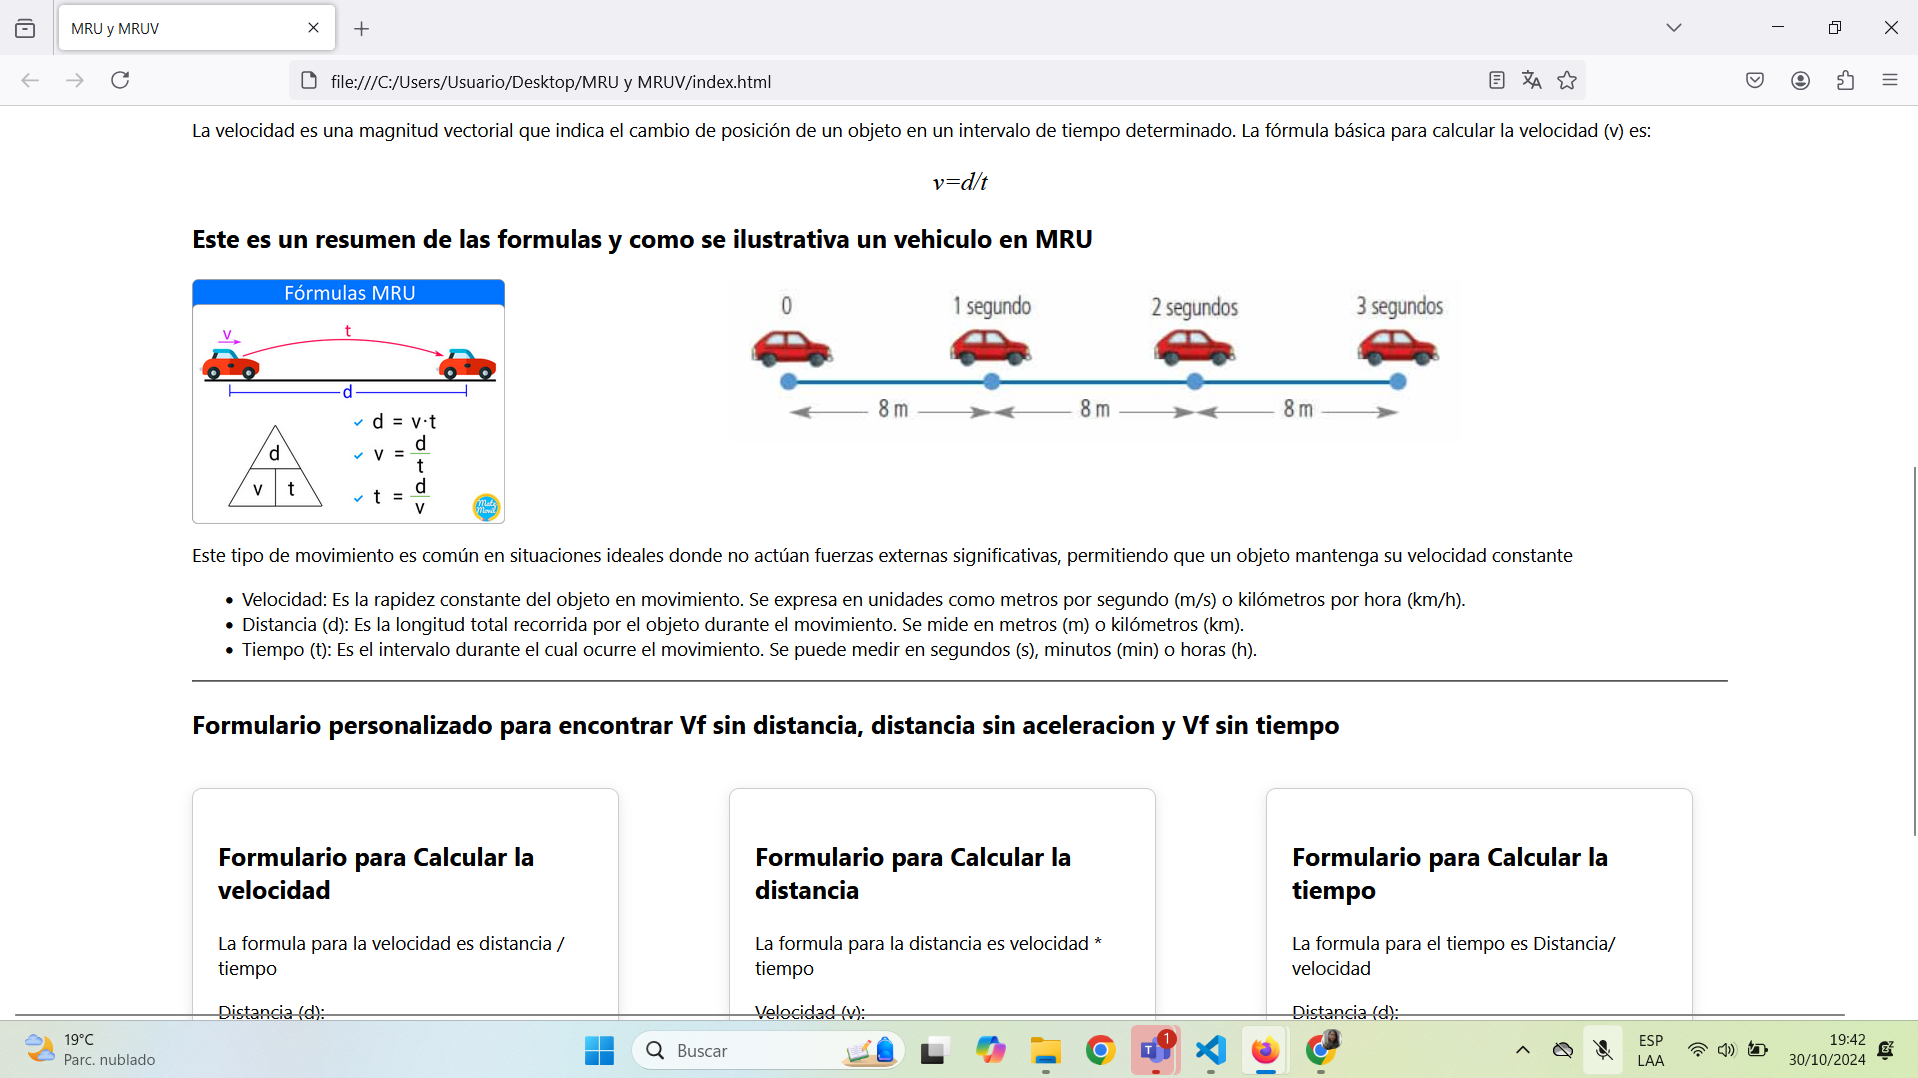 MRU y MRUV
file:///C:/Users/Usuario/Desktop/MRU y MRUV/index.html
La velocidad es una magnitud vectorial que indica el cambio de posición de un objeto en un intervalo de tiempo determinado. La fórmula básica para calcular la velocidad (v) es:
v=d/t
Este es un resumen de las formulas y como se ilustrativa un vehiculo en MRU
Fórmulas MRU
v
t
d
d = v·t
v = d/t
t = d/v
d
v t
Mate Movil
0 1 segundo 2 segundos 3 segundos
8 m 8 m 8 m
Este tipo de movimiento es común en situaciones ideales donde no actúan fuerzas externas significativas, permitiendo que un objeto mantenga su velocidad constante
• Velocidad: Es la rapidez constante del objeto en movimiento. Se expresa en unidades como metros por segundo (m/s) o kilómetros por hora (km/h).
• Distancia (d): Es la longitud total recorrida por el objeto durante el movimiento. Se mide en metros (m) o kilómetros (km).
• Tiempo (t): Es el intervalo durante el cual ocurre el movimiento. Se puede medir en segundos (s), minutos (min) o horas (h).
Formulario personalizado para encontrar Vf sin distancia, distancia sin aceleracion y Vf sin tiempo
Formulario para Calcular la
velocidad
La formula para la velocidad es distancia /
tiempo
Distancia (d):
Formulario para Calcular la
distancia
La formula para la distancia es velocidad *
tiempo
Velocidad (v):
Formulario para Calcular la
tiempo
La formula para el tiempo es Distancia/
velocidad
Distancia (d):
19°C
Parc. nublado
Buscar
1
ESP
LAA
19:42
30/10/2024